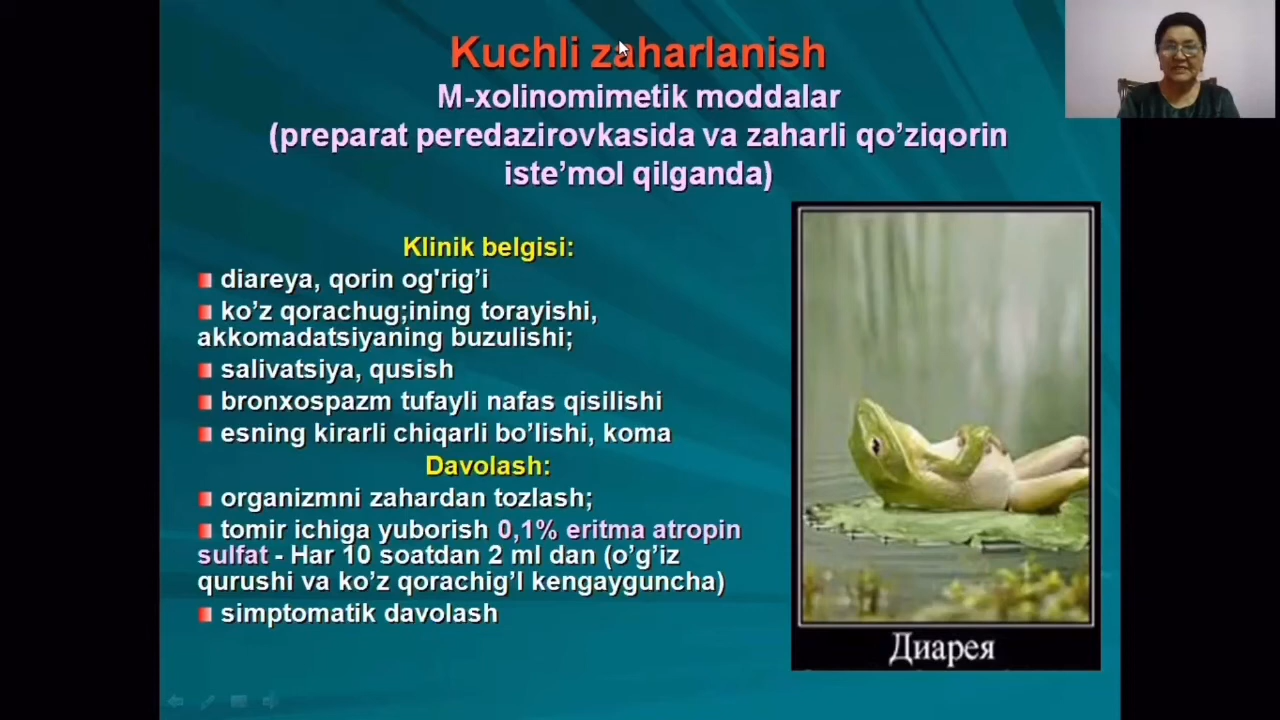 Kuchli zaharlanish
M-xolinomimetik moddalar
(preparat peredazirovkasida va zaharli qo’ziqorin
iste’mol qilganda)
Klinik belgisi:
diareya, qorin og'rig’i
ko’z qorachug;ining torayishi,
akkomadatsiyaning buzulishi;
salivatsiya, qusish
bronxospazm tufayli nafas qisilishi
esning kirarli chiqarli bo’lishi, koma
Davolash:
organizmni zahardan tozlash;
tomir ichiga yuborish 0,1% eritma atropin
sulfat - Har 10 soatdan 2 ml dan (o’g’iz
qurushi va ko’z qorachig’l kengayguncha)
simptomatik davolash
Диарея